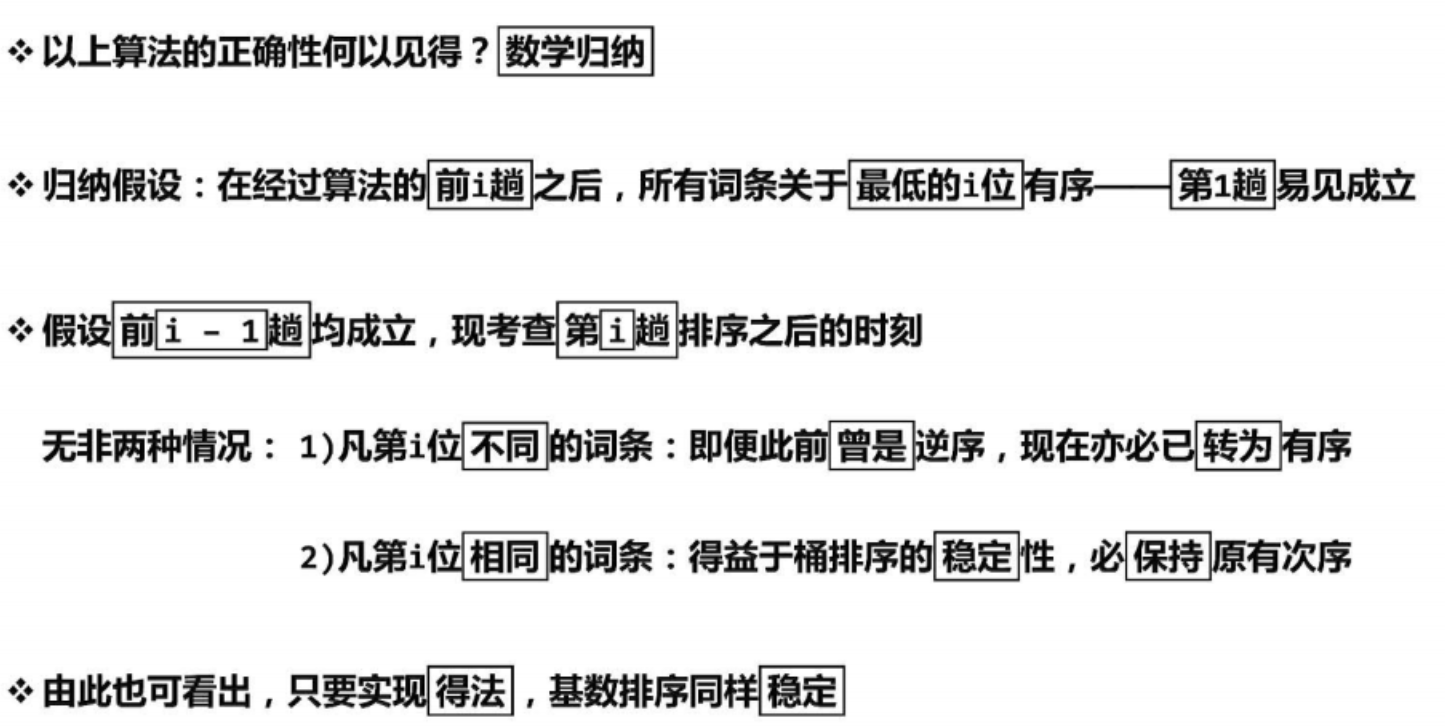 ❖ 以上算法的正确性何以见得？数学归纳
❖ 归纳假设：在经过算法的前i趟之后，所有词条关于最低的i位有序——第1趟易见成立
❖ 假设前i - 1趟均成立，现考查第i趟排序之后的时刻
无非两种情况： 1)凡第i位不同的词条：即便此前曾是逆序，现在亦必已转为有序
2)凡第i位相同的词条：得益于桶排序的稳定性，必保持原有次序
❖ 由此也可看出，只要实现得法，基数排序同样稳定